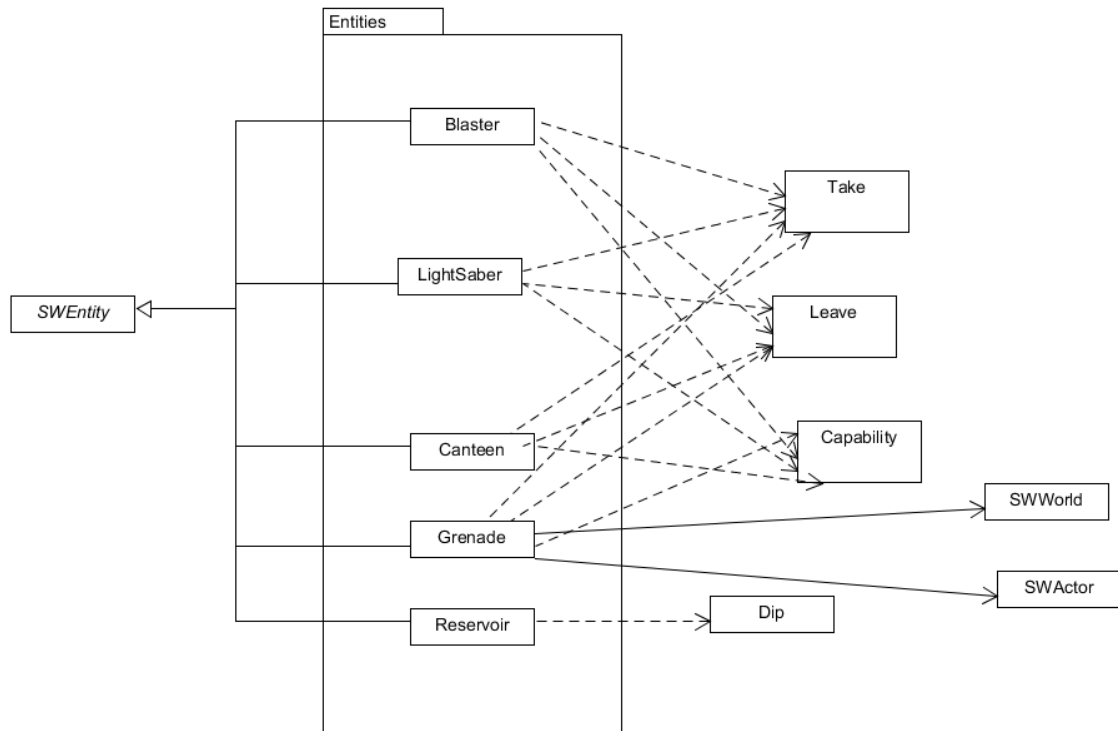 Entities
Blaster
Take
LightSaber
SWEntity
Leave
Capability
Canteen
SWWorld
Grenade
SWActor
Dip
Reservoir